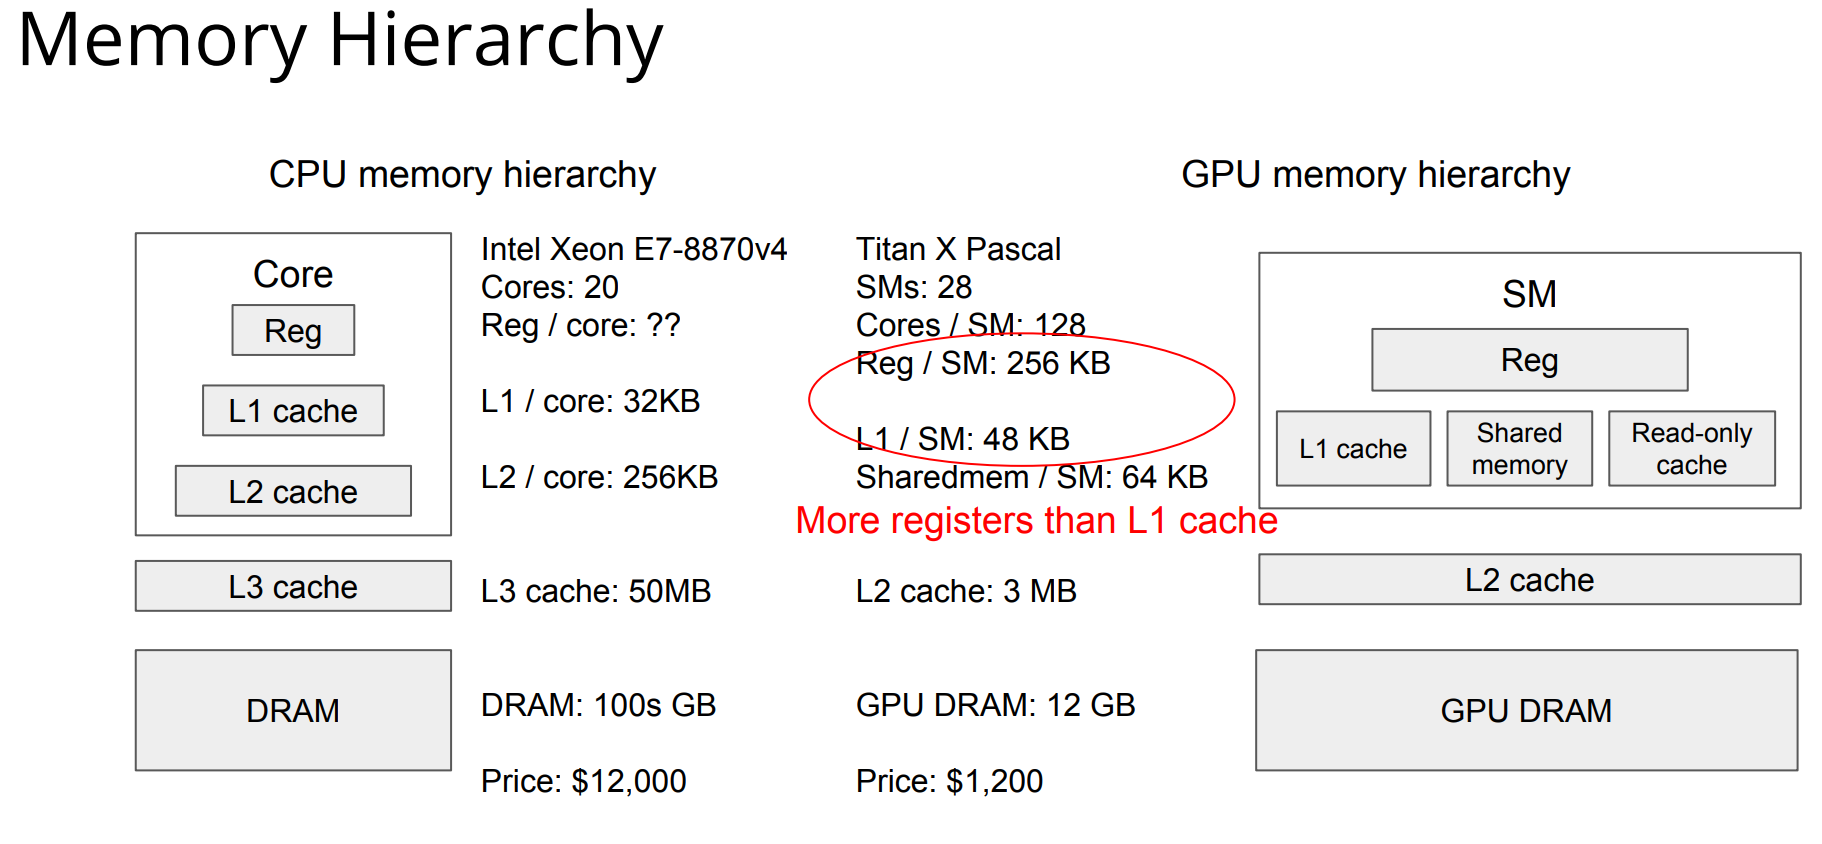 Memory Hierarchy
CPU memory hierarchy
Core
Reg
L1 cache
L2 cache
L3 cache
DRAM
Intel Xeon E7-8870v4
Cores: 20
Reg / core: ??
L1 / core: 32KB
L2 / core: 256KB
L3 cache: 50MB
DRAM: 100s GB
Price: $12,000
GPU memory hierarchy
Titan X Pascal
SMs: 28
Cores / SM: 128
Reg / SM: 256 KB
L1 / SM: 48 KB
Sharedmem / SM: 64 KB
More registers than L1 cache
L2 cache: 3 MB
GPU DRAM: 12 GB
Price: $1,200
SM
Reg
L1 cache
Shared
memory
Read-only
cache
L2 cache
GPU DRAM